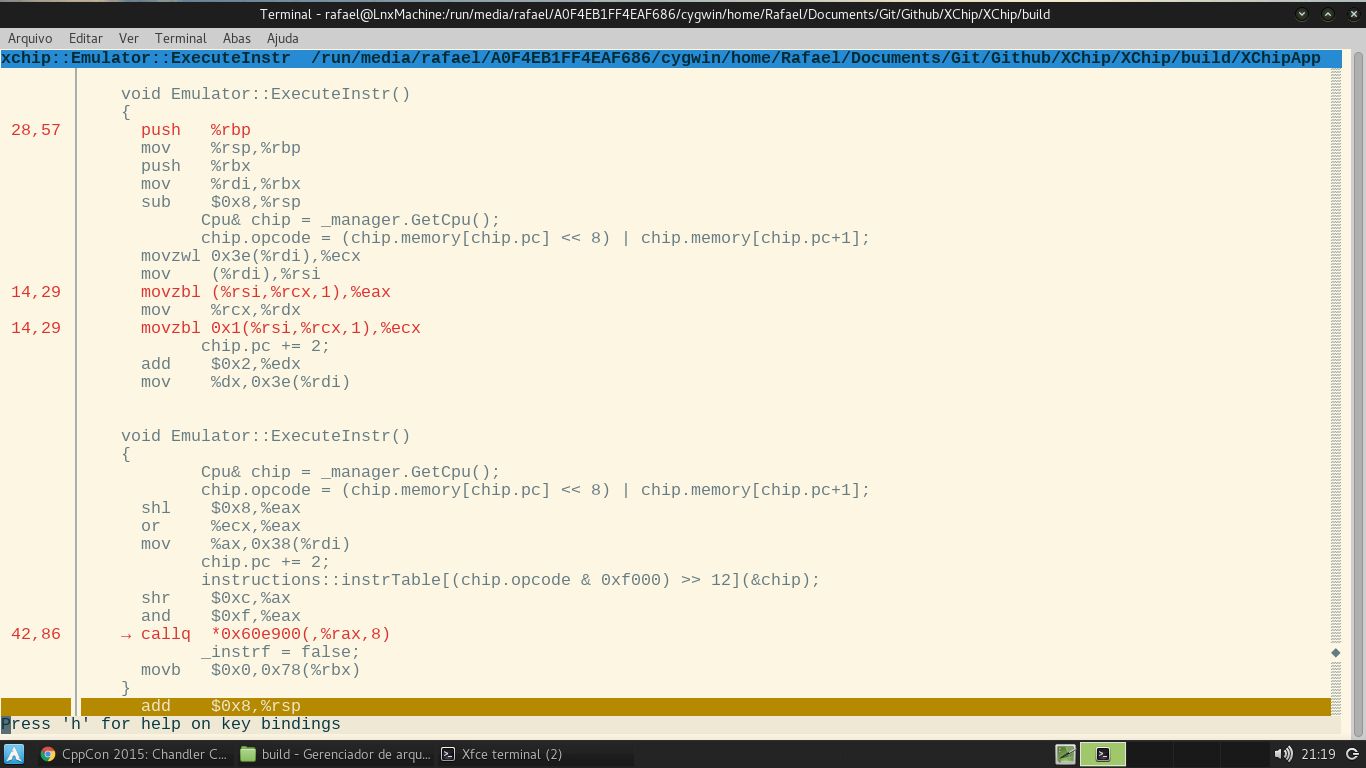 Terminal - rafael@LnxMachine:/run/media/rafael/A0F4EB1FF4EAF686/cygwin/home/Rafael/Documents/Git/Github/XChip/XChip/build
Arquivo Editar Ver Terminal Abas Ajuda
xchip::Emulator::ExecuteInstr /run/media/rafael/A0F4EB1FF4EAF686/cygwin/home/Rafael/Documents/Git/Github/XChip/XChip/build/XChipApp
void Emulator::ExecuteInstr()
{
28,57 push %rbp
mov %rsp,%rbp
push %rbx
mov %rdi,%rbx
sub $0x8,%rsp
Cpu& chip = _manager.GetCpu();
chip.opcode = (chip.memory[chip.pc] << 8) | chip.memory[chip.pc+1];
movzwl 0x3e(%rdi),%ecx
mov (%rdi),%rsi
14,29 movzbl (%rsi,%rcx,1),%eax
mov %rcx,%rdx
14,29 movzbl 0x1(%rsi,%rcx,1),%ecx
chip.pc += 2;
add $0x2,%edx
mov %dx,0x3e(%rdi)
void Emulator::ExecuteInstr()
{
Cpu& chip = _manager.GetCpu();
chip.opcode = (chip.memory[chip.pc] << 8) | chip.memory[chip.pc+1];
shl $0x8,%eax
or %ecx,%eax
mov %ax,0x38(%rdi)
chip.pc += 2;
instructions::instrTable[(chip.opcode & 0xf000) >> 12](&chip);
shr $0xc,%ax
and $0xf,%eax
42,86 → callq *0x60e900(,%rax,8)
_instrf = false;
movb $0x0,0x78(%rbx)
}
add $0x8,%rsp
Press 'h' for help on key bindings
CppCon 2015: Chandler C... build - Gerenciador de arqu... Xfce terminal (2) 21:19